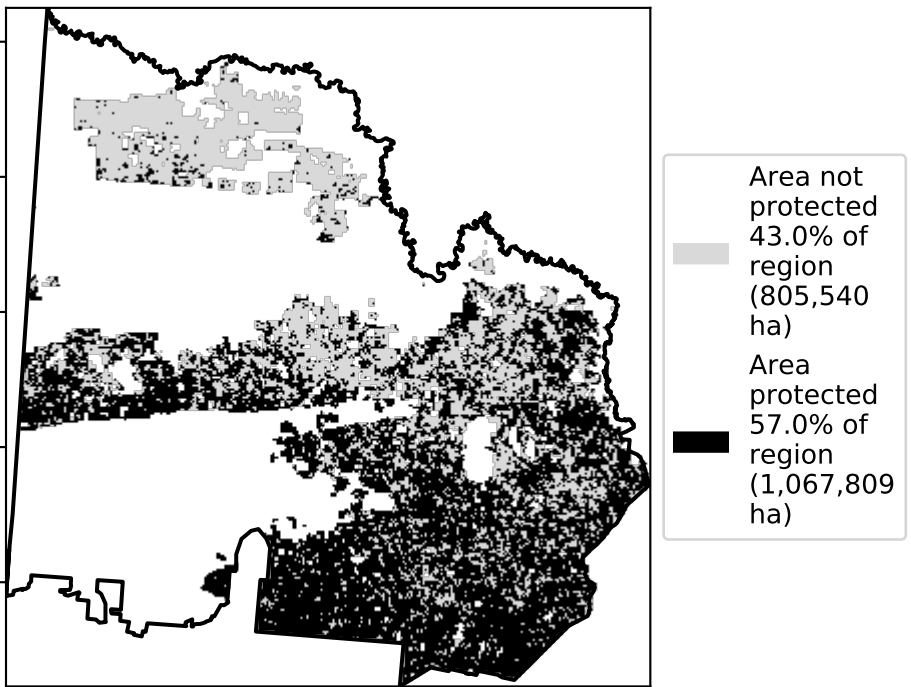 Area not
protected
43.0% of
region
(805,540
ha)
Area
protected
57.0% of
region
(1,067,809
ha)